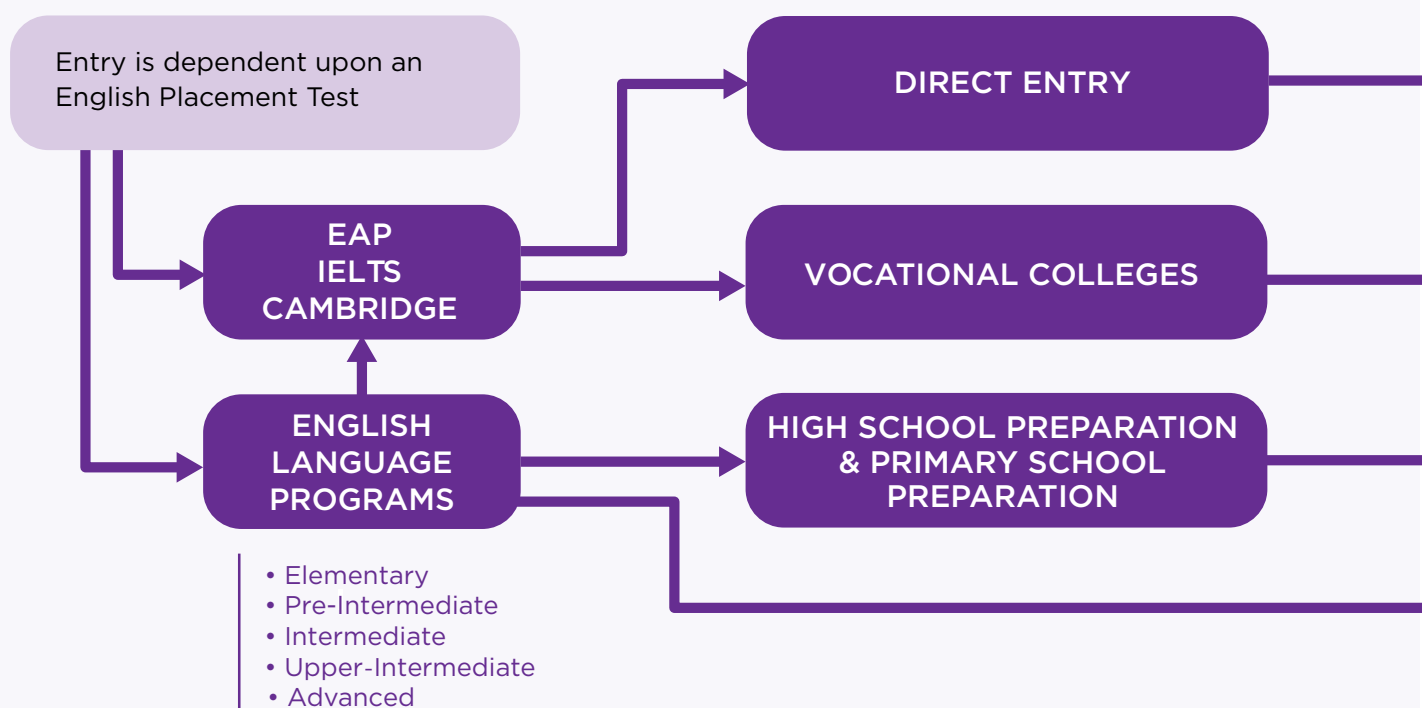 Entry is dependent upon an
English Placement Test
DIRECT ENTRY
EAP
IELTS
CAMBRIDGE
VOCATIONAL COLLEGES
ENGLISH
LANGUAGE
PROGRAMS
HIGH SCHOOL PREPARATION
& PRIMARY SCHOOL
PREPARATION
• Elementary
• Pre-Intermediate
• Intermediate
• Upper-Intermediate
• Advanced